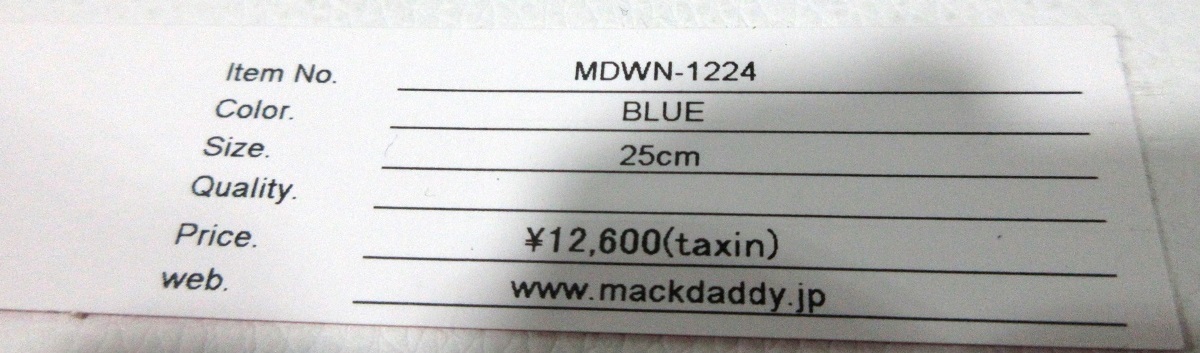 Item No. MDWN-1224
Color. BLUE
Size. 25cm
Quality.
Price. ¥12,600(taxin)
web. www.mackdaddy.jp